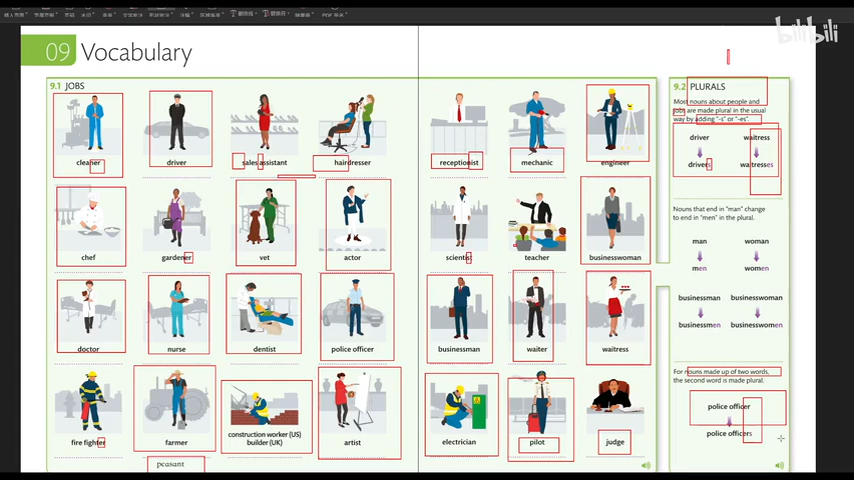 bilibili
09 Vocabulary
9.1 JOBS
cleaner
driver
sales assistant
hairdresser
receptionist
mechanic
engineer
chef
gardener
vet
actor
scientist
teacher
businesswoman
doctor
nurse
dentist
police officer
businessman
waiter
waitress
fire fighter
farmer
construction worker (US)
builder (UK)
artist
electrician
pilot
judge
peasant
9.2 PLURALS
Most nouns about people and
jobs are made plural in the usual
way by adding "-s" or "-es".
driver waitress
drivers waitresses
Nouns that end in "man" change
to end in "men" in the plural.
man woman
men women
businessman businesswoman
businessmen businesswomen
For nouns made up of two words,
the second word is made plural.
police officer
police officers